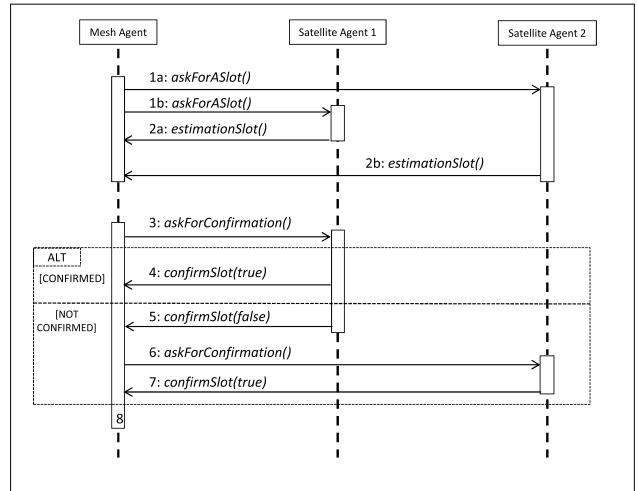 Mesh Agent
Satellite Agent 1
Satellite Agent 2
1a: askForASlot()
1b: askForASlot()
2a: estimationSlot()
2b: estimationSlot()
3: askForConfirmation()
ALT
[CONFIRMED]
4: confirmSlot(true)
[NOT
CONFIRMED]
5: confirmSlot(false)
6: askForConfirmation()
7: confirmSlot(true)
8